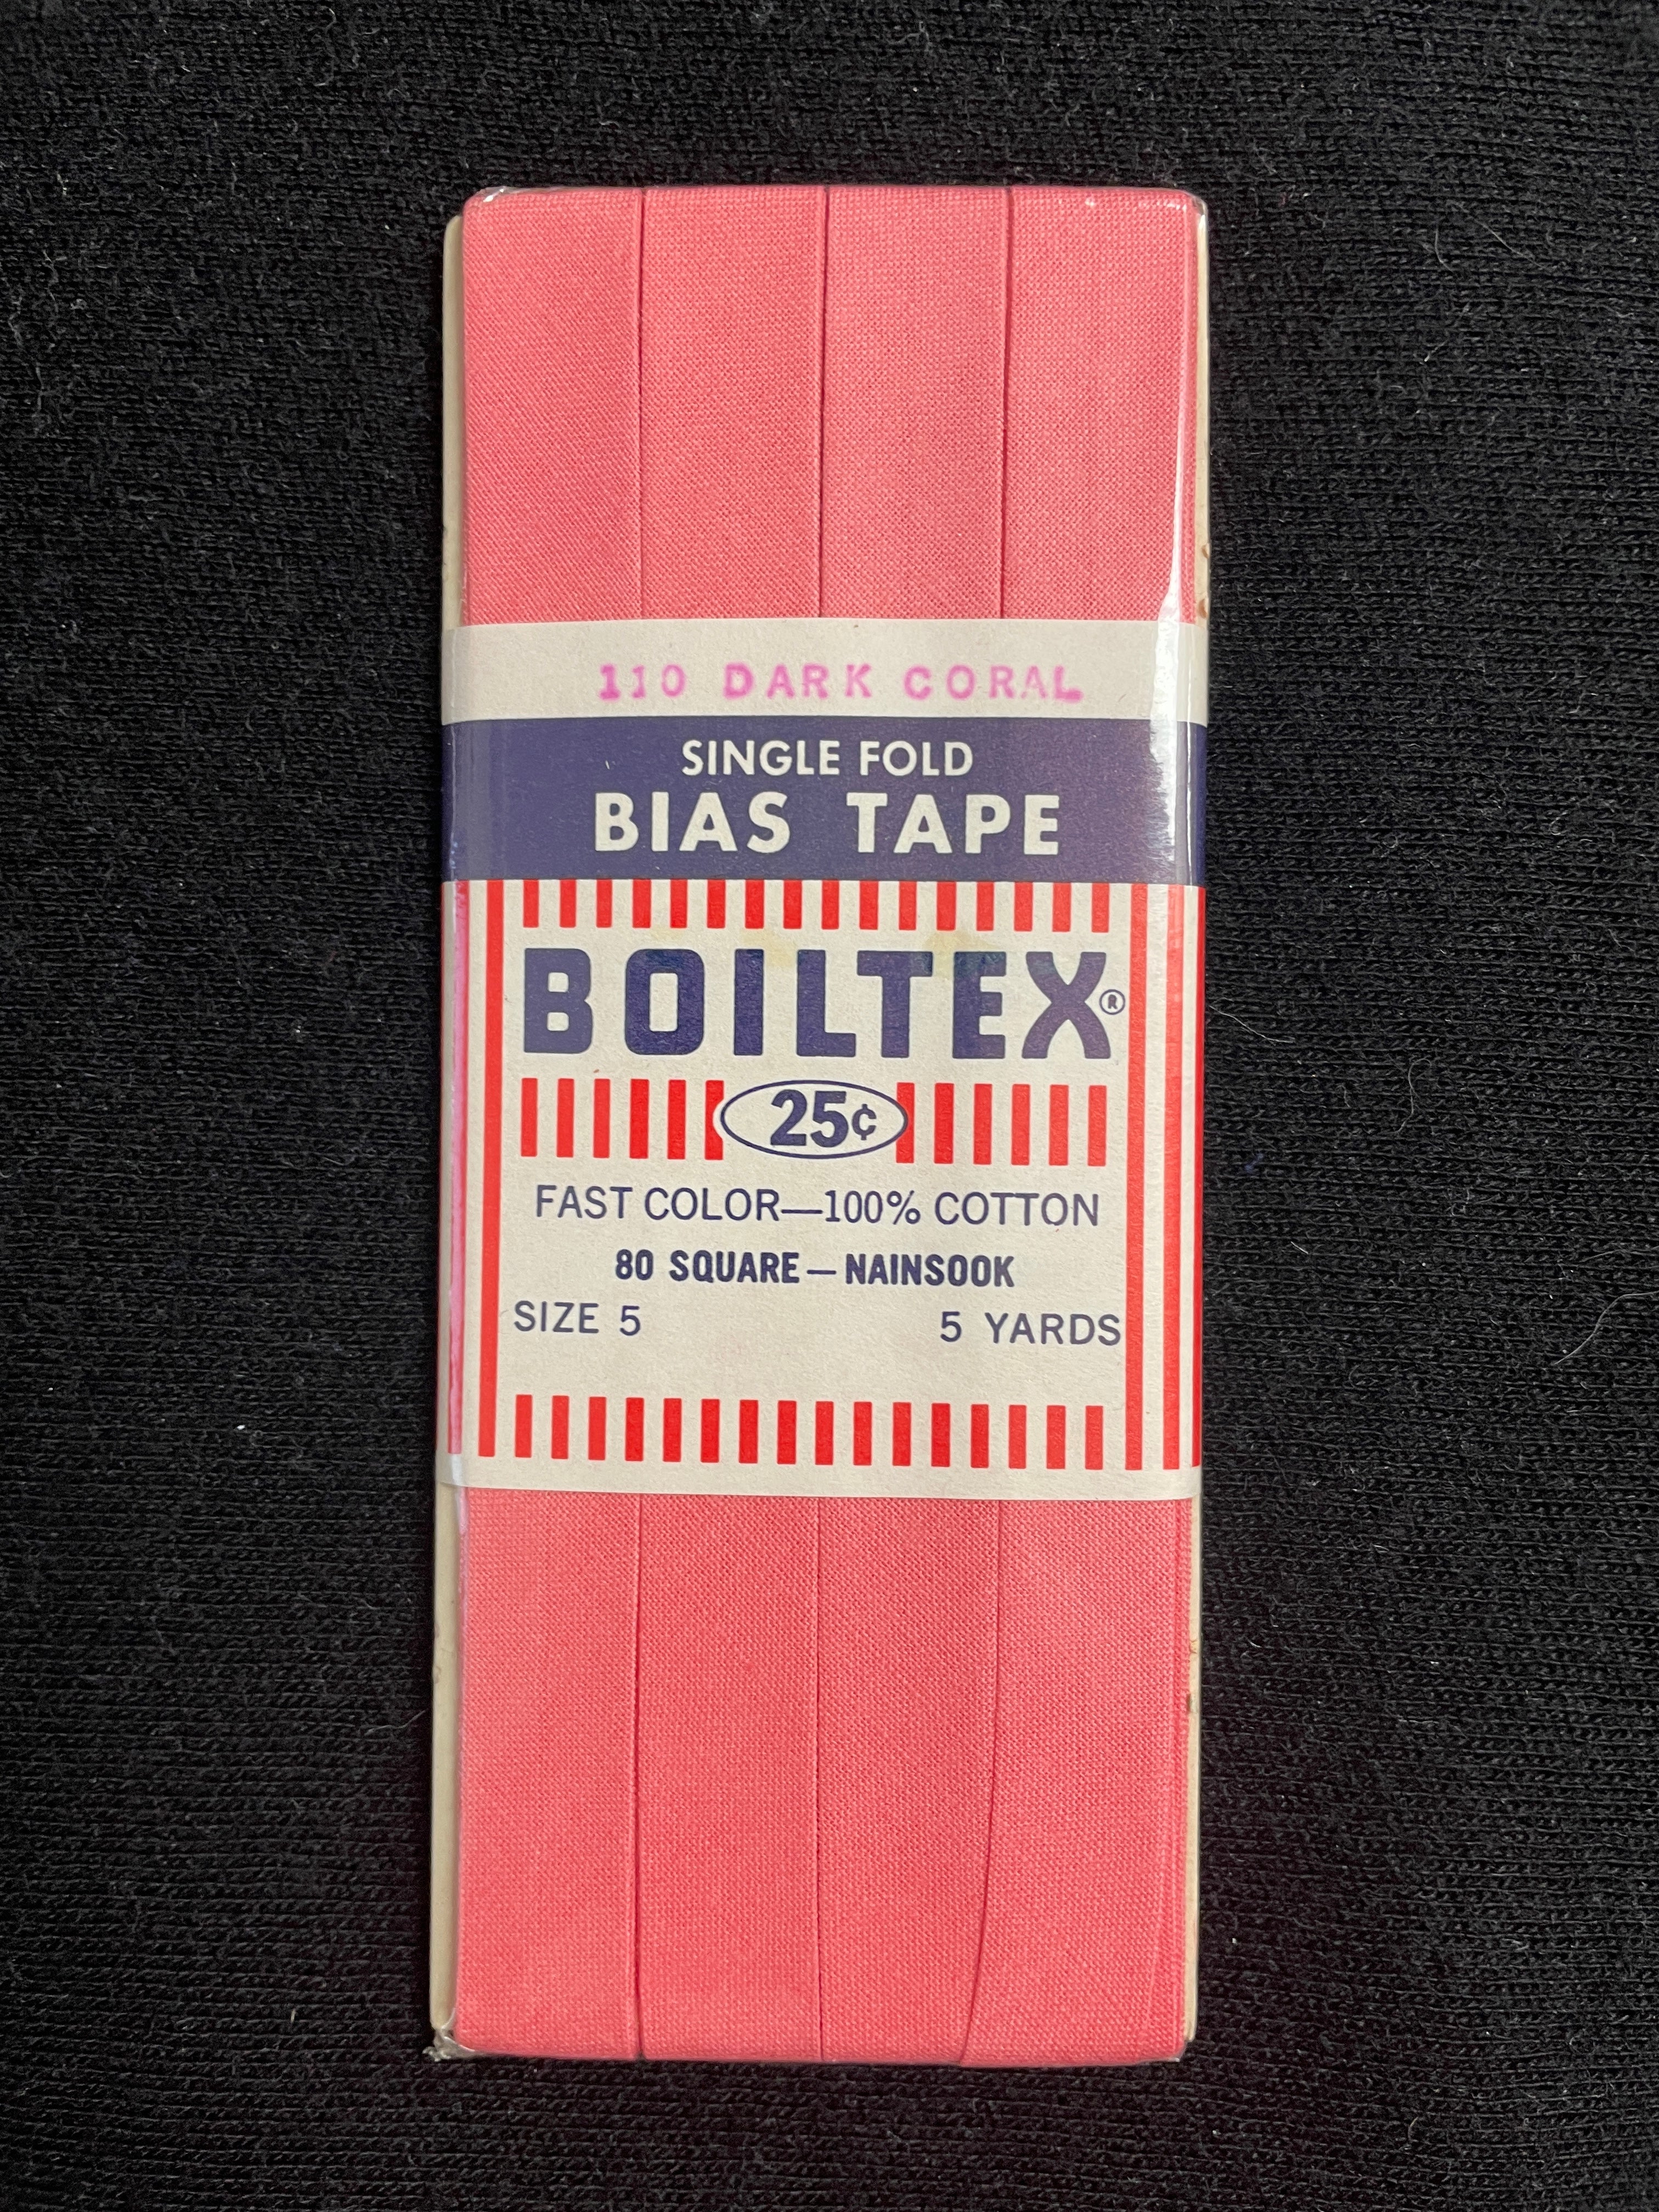 110 DARK CORAL
SINGLE FOLD
BIAS TAPE
BOILTEX®
25¢
FAST COLOR—100% COTTON
80 SQUARE—NAINSOOK
SIZE 5 5 YARDS